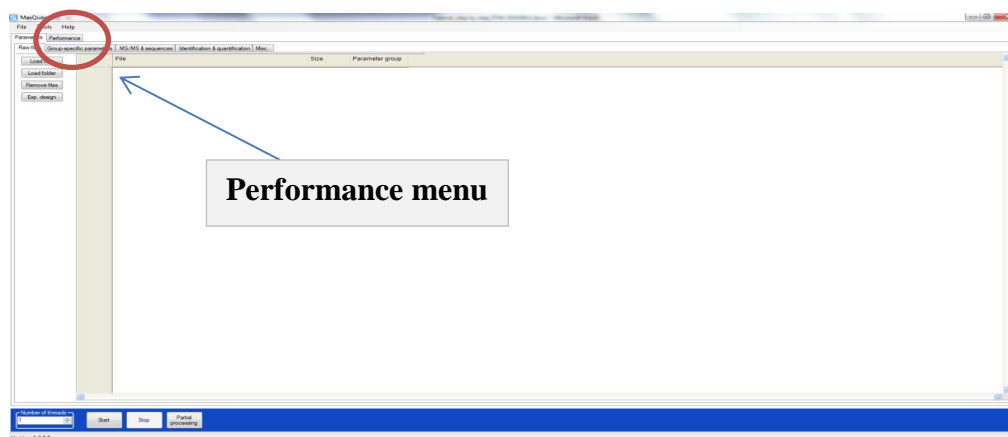 MaxQuant
File Tools Help
Parameters Performance
Raw files Group-specific parameters MS/MS & sequences Identification & quantification Misc.
Load
Load folder
Remove files
Exp. design
File Size Parameter group
Performance menu
Number of threads
1
Start Stop Partial processing